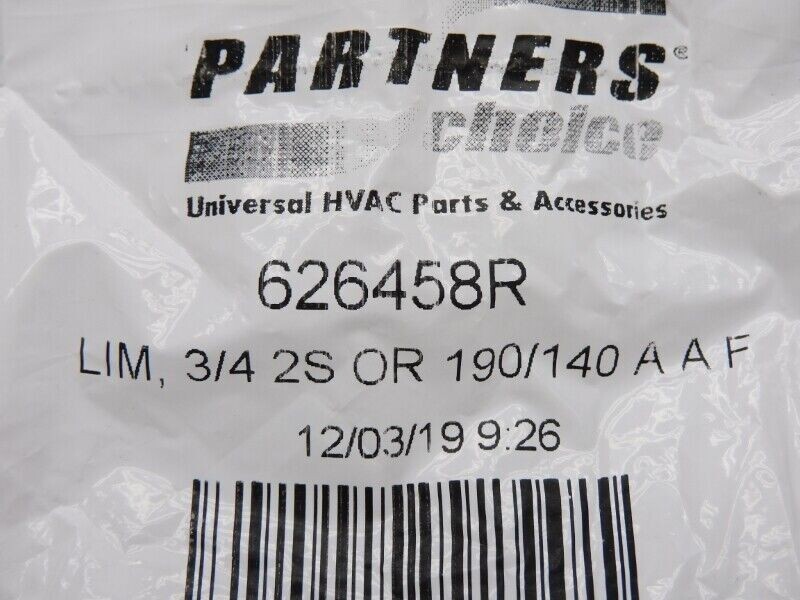 PARTNERS®
choice
Universal HVAC Parts & Accessories
626458R
LIM, 3/4 2S OR 190/140 A A F
12/03/19 9:26